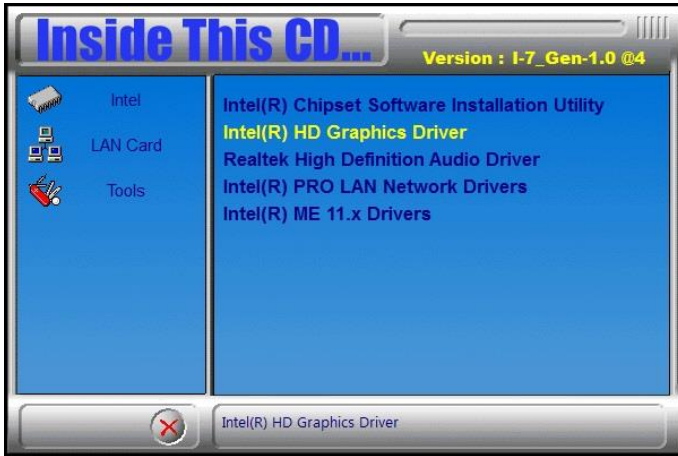 Inside This CD...
Version : I-7_Gen-1.0 @4
Intel
LAN Card
Tools
Intel(R) Chipset Software Installation Utility
Intel(R) HD Graphics Driver
Realtek High Definition Audio Driver
Intel(R) PRO LAN Network Drivers
Intel(R) ME 11.x Drivers
Intel(R) HD Graphics Driver